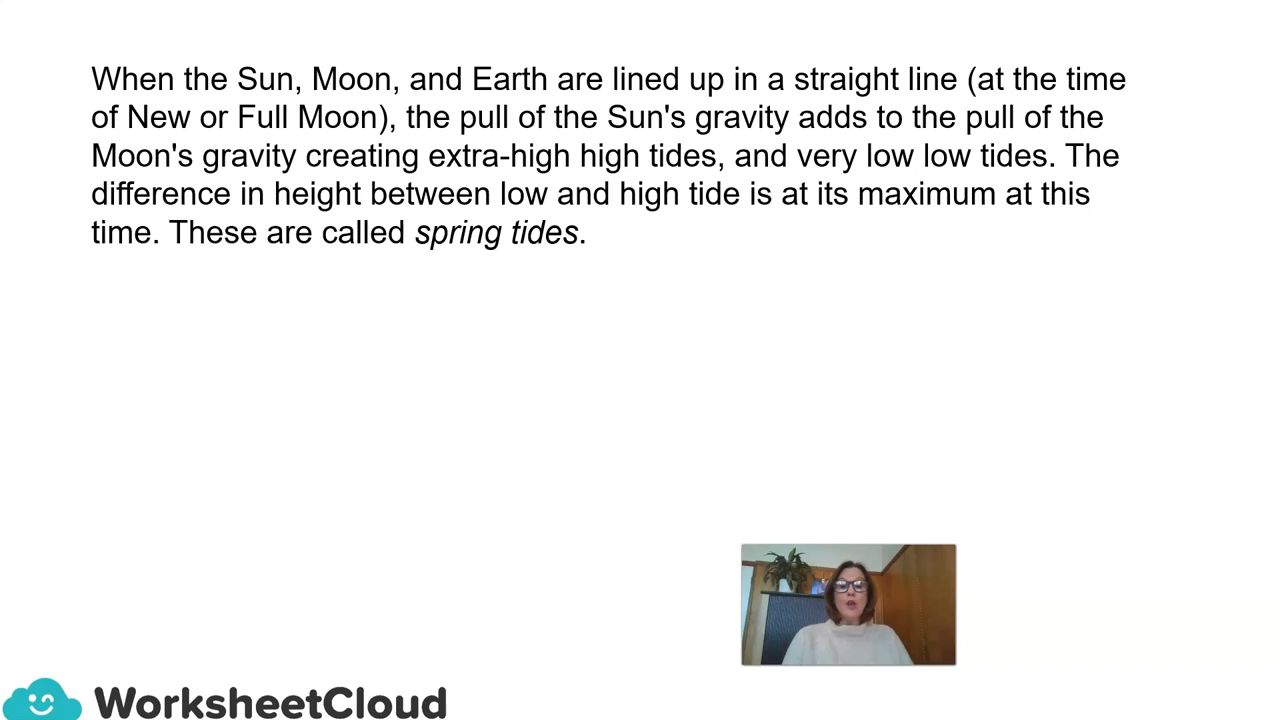 When the Sun, Moon, and Earth are lined up in a straight line (at the time
of New or Full Moon), the pull of the Sun's gravity adds to the pull of the
Moon's gravity creating extra-high high tides, and very low low tides. The
difference in height between low and high tide is at its maximum at this
time. These are called spring tides.
WorksheetCloud